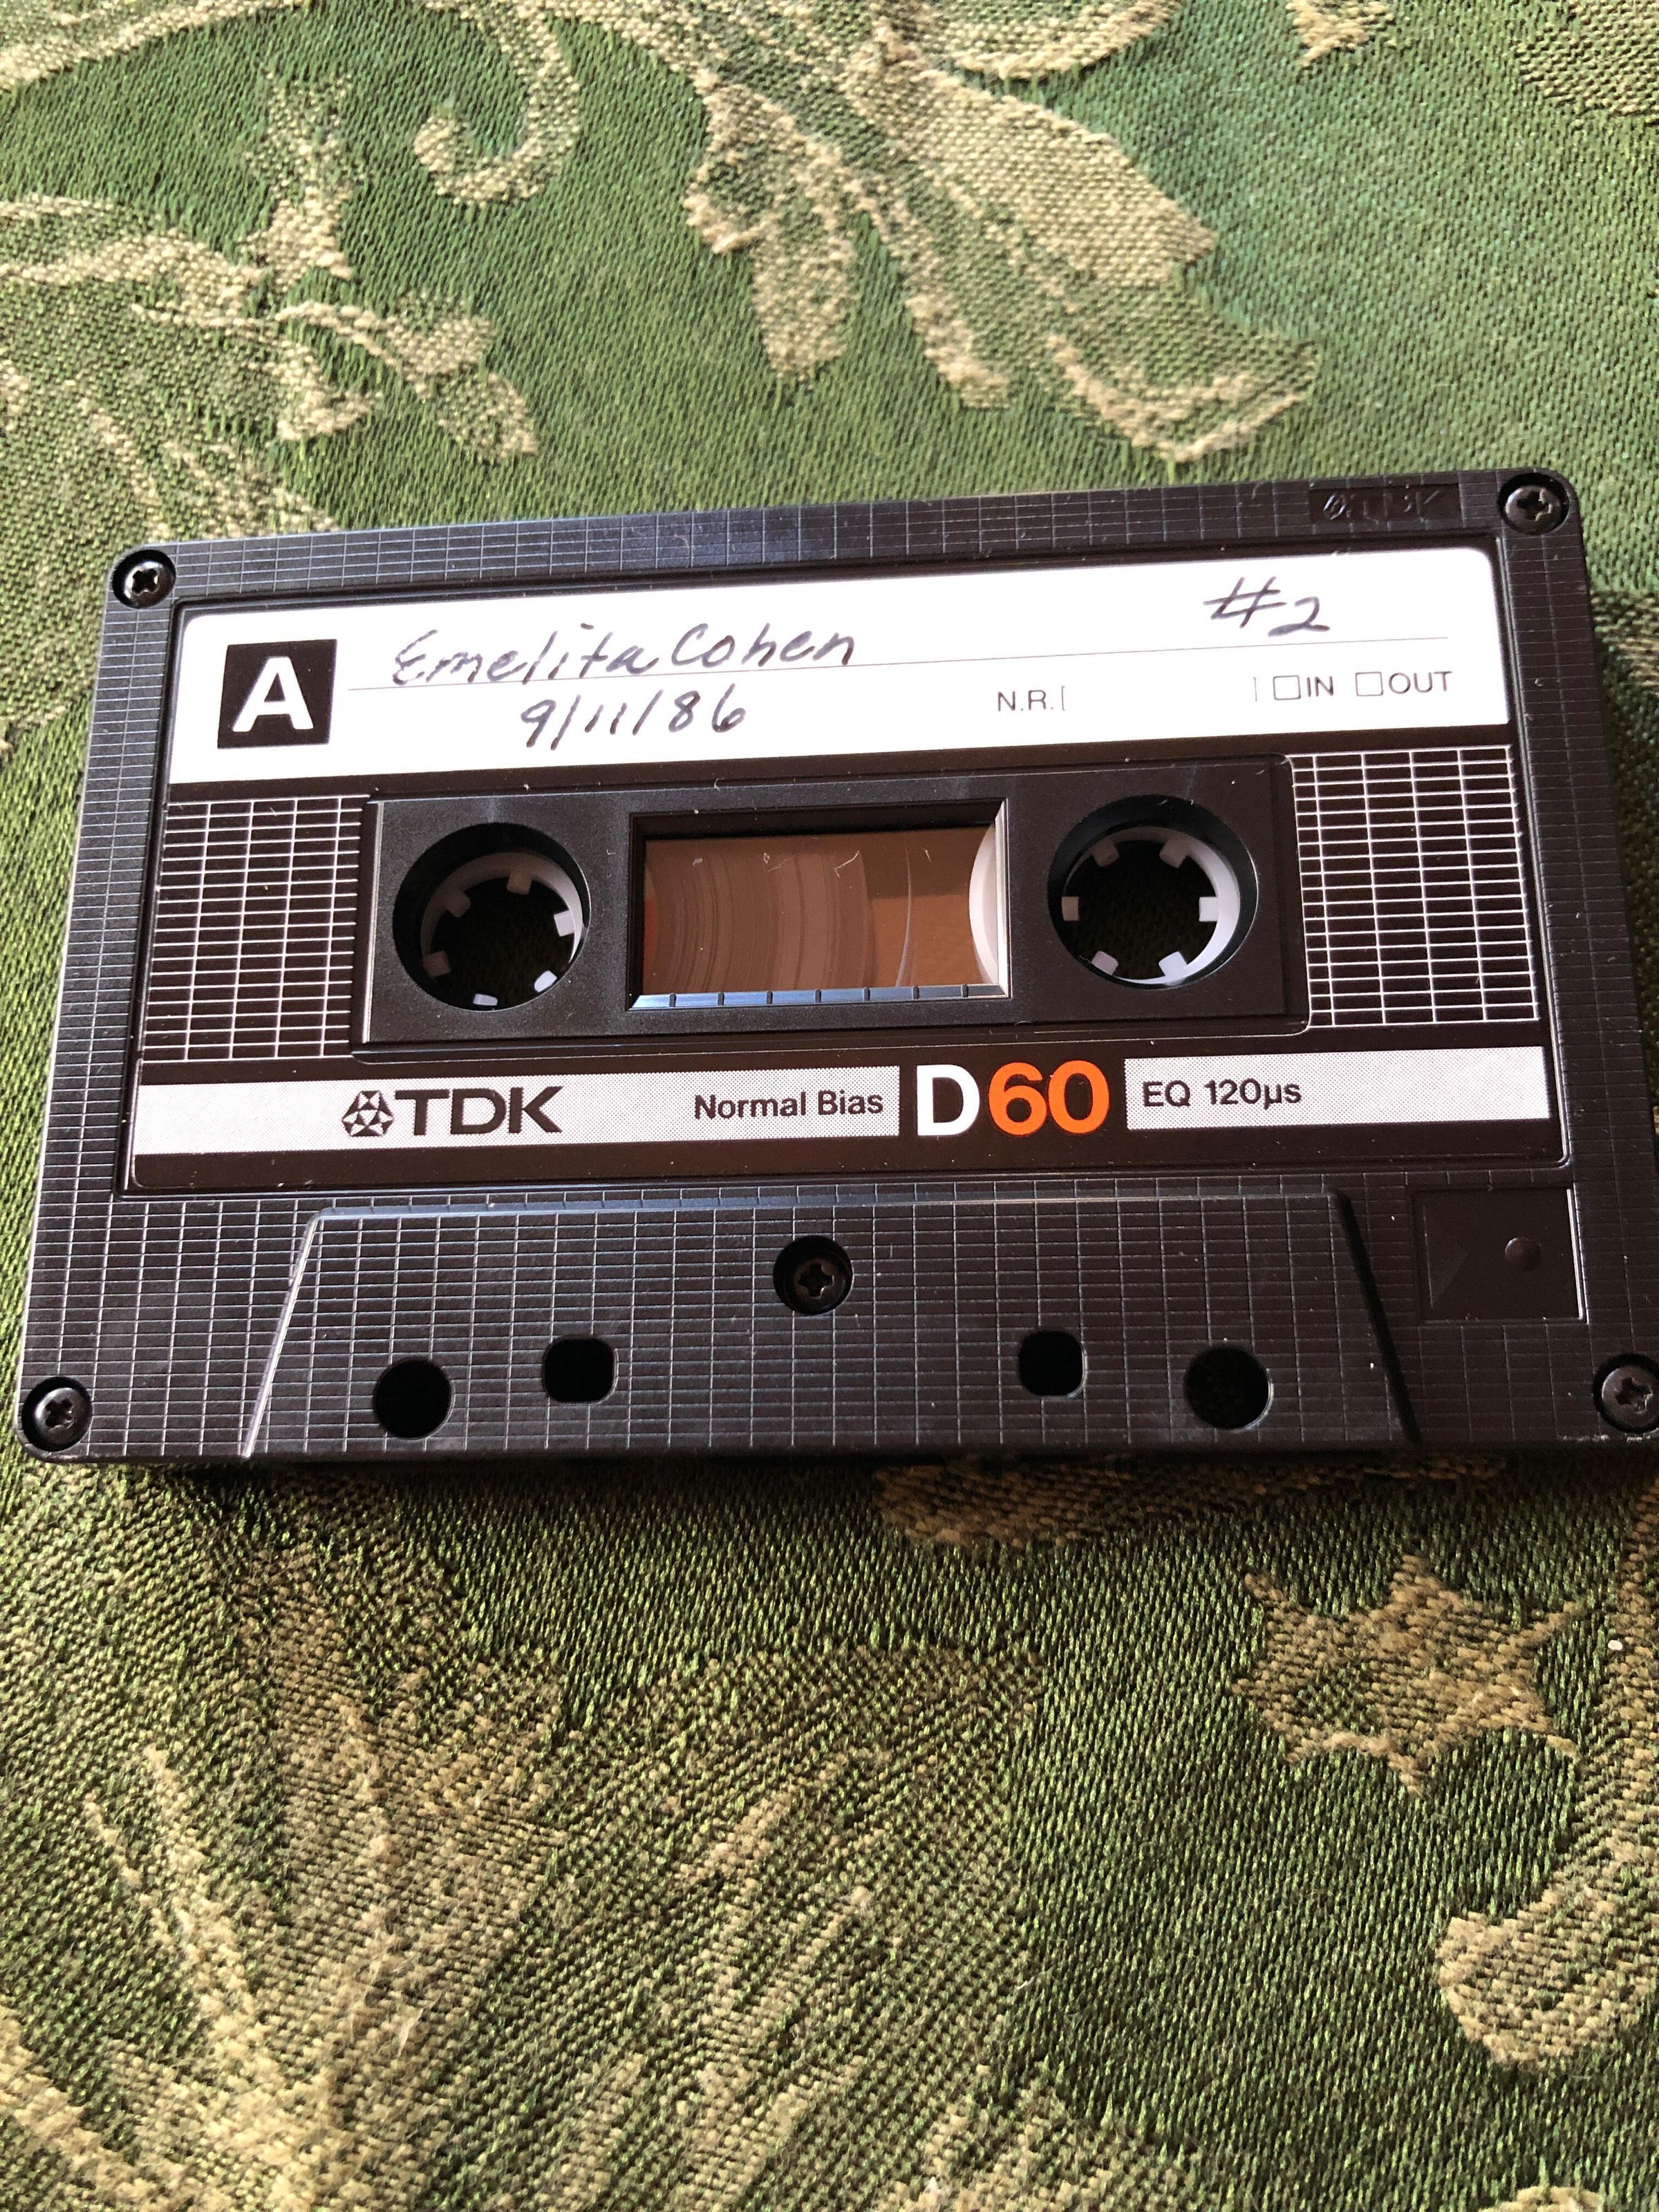 TDK
#2
A Emelita Cohen
9/11/86 N.R.[ ] IN OUT
TDK Normal Bias D60 EQ 120µs